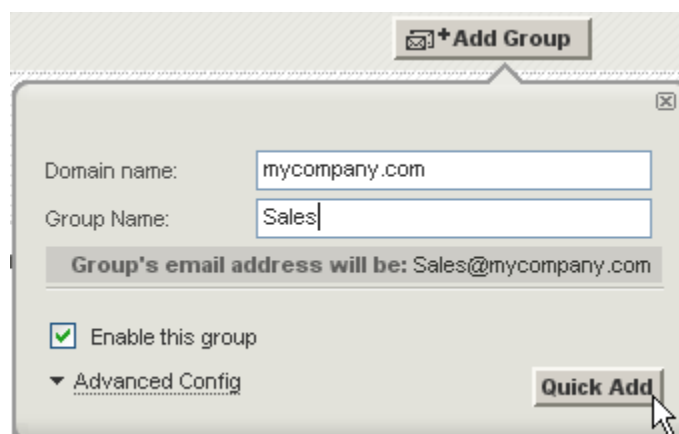 +Add Group
Domain name: mycompany.com
Group Name: Sales
Group's email address will be: Sales@mycompany.com
Enable this group
Advanced Config
Quick Add